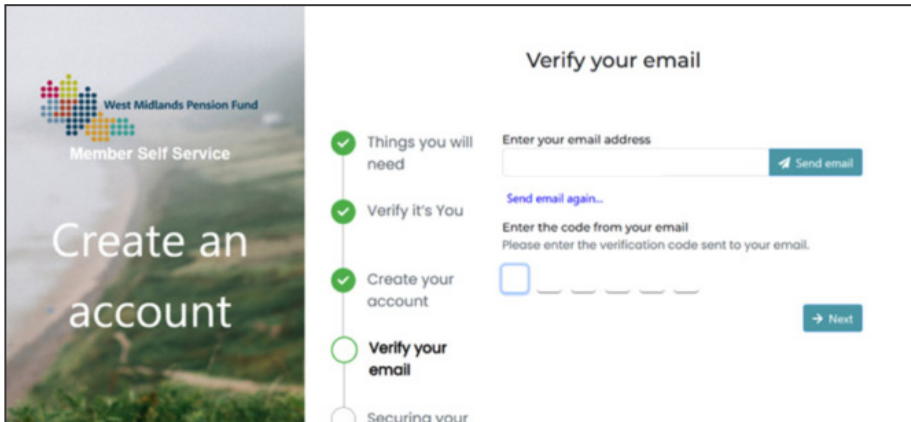 West Midlands Pension Fund
Member Self Service
Create an
account
Things you will
need
Verify it's You
Create your
account
Verify your
email
Securing your
Verify your email
Enter your email address
Send email
Send email again...
Enter the code from your email
Please enter the verification code sent to your email.
Next